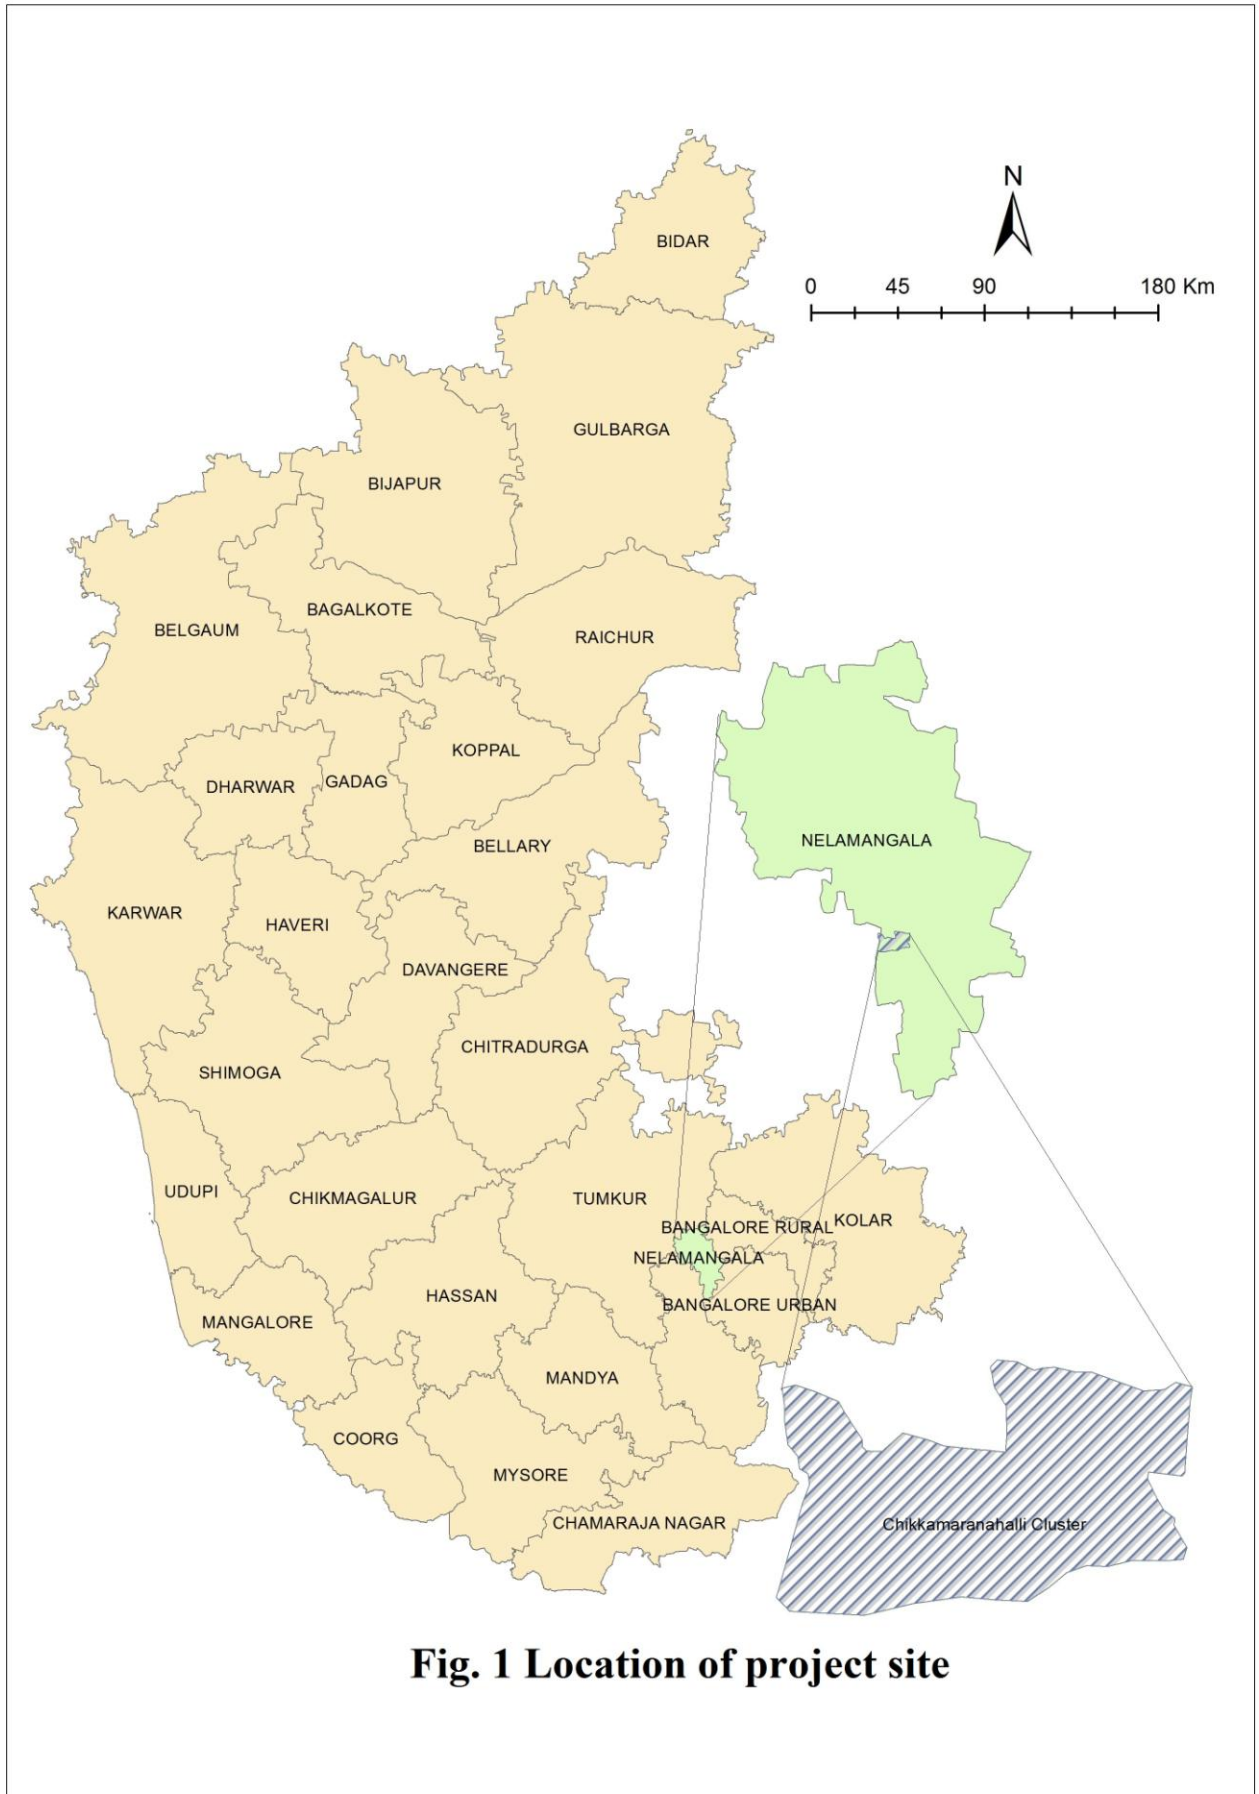 N
0 45 90 180 Km
BIDAR
GULBARGA
BIJAPUR
BAGALKOTE
BELGAUM
RAICHUR
KOPPAL
GADAG
DHARWAR
NELAMANGALA
BELLARY
KARWAR
HAVERI
DAVANGERE
CHITRADURGA
SHIMOGA
UDUPI
CHIKMAGALUR
TUMKUR
BANGALORE RURAL
KOLAR
NELAMANGALA
HASSAN
BANGALORE URBAN
MANGALORE
MANDYA
COORG
MYSORE
CHAMARAJA NAGAR
Chikkamaranahalli Cluster
Fig. 1 Location of project site